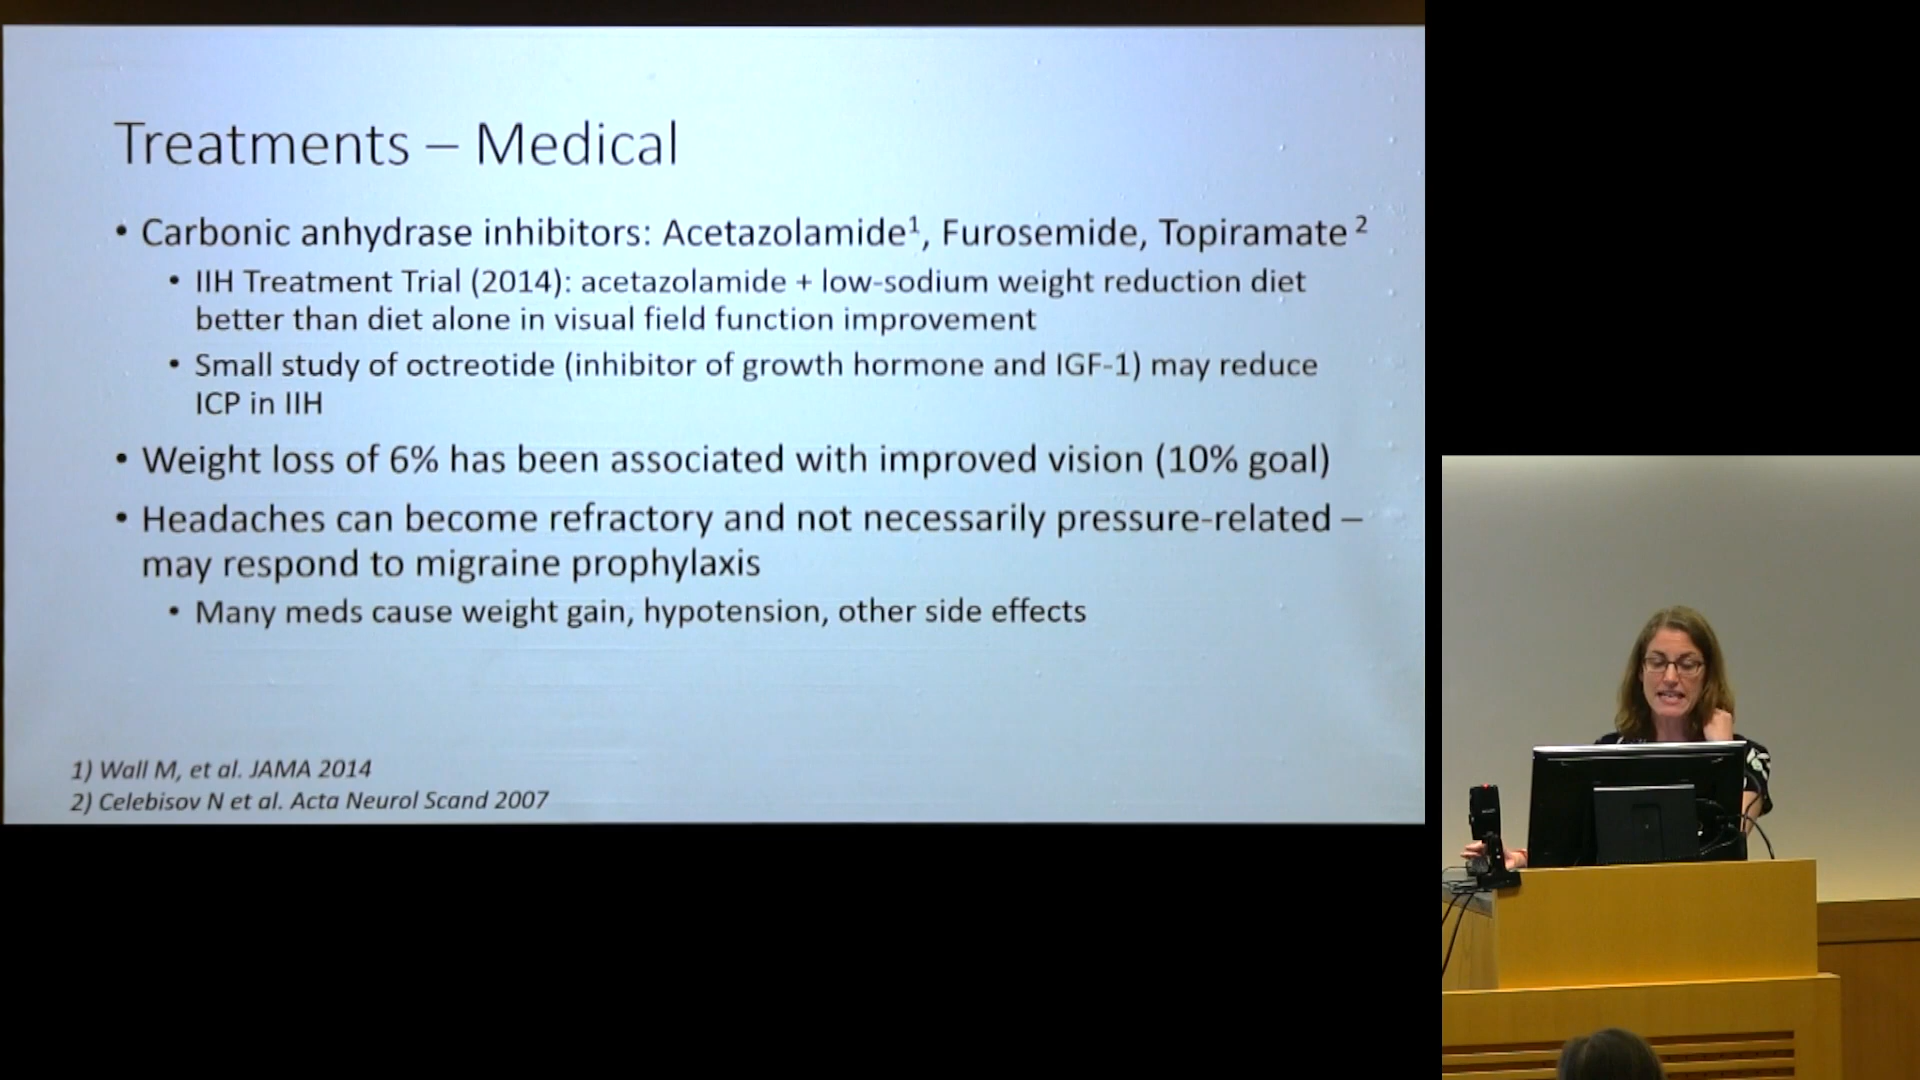 Treatments – Medical
• Carbonic anhydrase inhibitors: Acetazolamide¹, Furosemide, Topiramate ²
• IIH Treatment Trial (2014): acetazolamide + low-sodium weight reduction diet
better than diet alone in visual field function improvement
• Small study of octreotide (inhibitor of growth hormone and IGF-1) may reduce
ICP in IIH
• Weight loss of 6% has been associated with improved vision (10% goal)
• Headaches can become refractory and not necessarily pressure-related –
may respond to migraine prophylaxis
• Many meds cause weight gain, hypotension, other side effects
1) Wall M, et al. JAMA 2014
2) Celebisov N et al. Acta Neurol Scand 2007